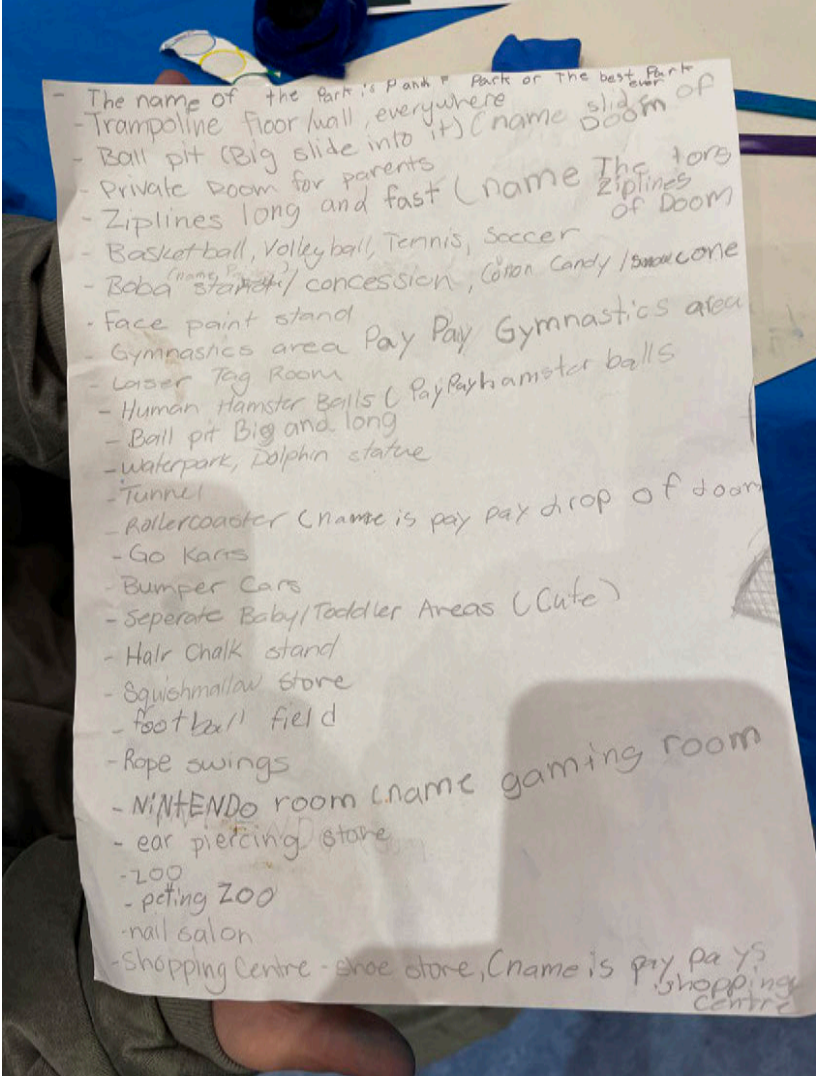 - The name of the Park is Pank Park or The best Park ever
- Trampoline floor/wall, everywhere
- Ball pit (Big slide into it) (name slide of Doom
- Private Room for parents
- Ziplines long and fast (name The Ziplines of Doom
- Basketball, Volleyball, Tennis, Soccer
- Boba / concession, Coton Candy / Snow cone
- Face paint stand
- Gymnastics area Pay Pay Gymnastics area
- Laser Tag Room
- Human Hamster Balls (Pay Pay hamster balls
- Ball pit Big and long
- Waterpark, Dolphin statue
- Tunnel
- Rollercoaster (name is pay pay drop of doom
- Go Karts
- Bumper Cars
- Seperate Baby/Toddler Areas (Cute)
- Hair Chalk stand
- Squishmallow Store
- football field
- Rope swings
- NiNtENDO room (name gaming room
- ear piercing store
- zoo
- peting ZOO
- nail salon
- Shopping Centre - shoe store, (name is pay pays shopping centre